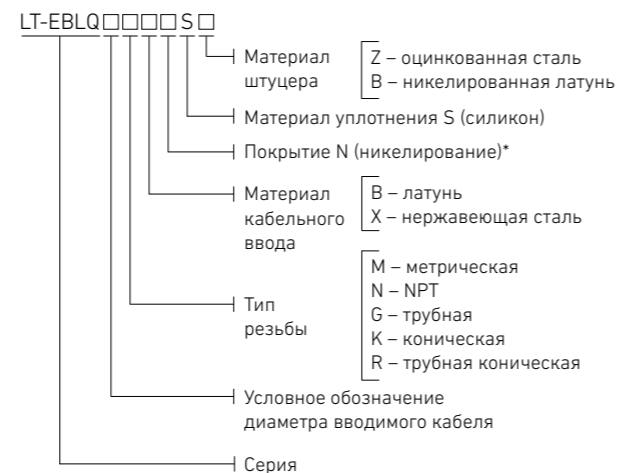 LT-EBLQ□□□□S□
Материал
штуцера
Z – оцинкованная сталь
B – никелированная латунь
Материал уплотнения S (силикон)
Покрытие N (никелирование)*
Материал
кабельного
ввода
B – латунь
X – нержавеющая сталь
Тип
резьбы
M – метрическая
N – NPT
G – трубная
K – коническая
R – трубная коническая
Условное обозначение
диаметра вводимого кабеля
Серия